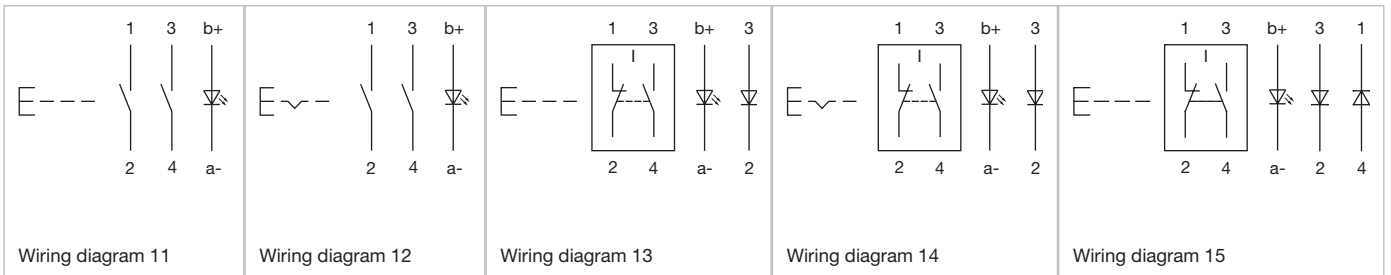 1 3 b+
2 4 a-
Wiring diagram 11
1 3 b+
2 4 a-
Wiring diagram 12
1 3 b+ 3
I
2 4 a- 2
Wiring diagram 13
1 3 b+ 3
I
2 4 a- 2
Wiring diagram 14
1 3 b+ 3 1
I
2 4 a- 2 4
Wiring diagram 15